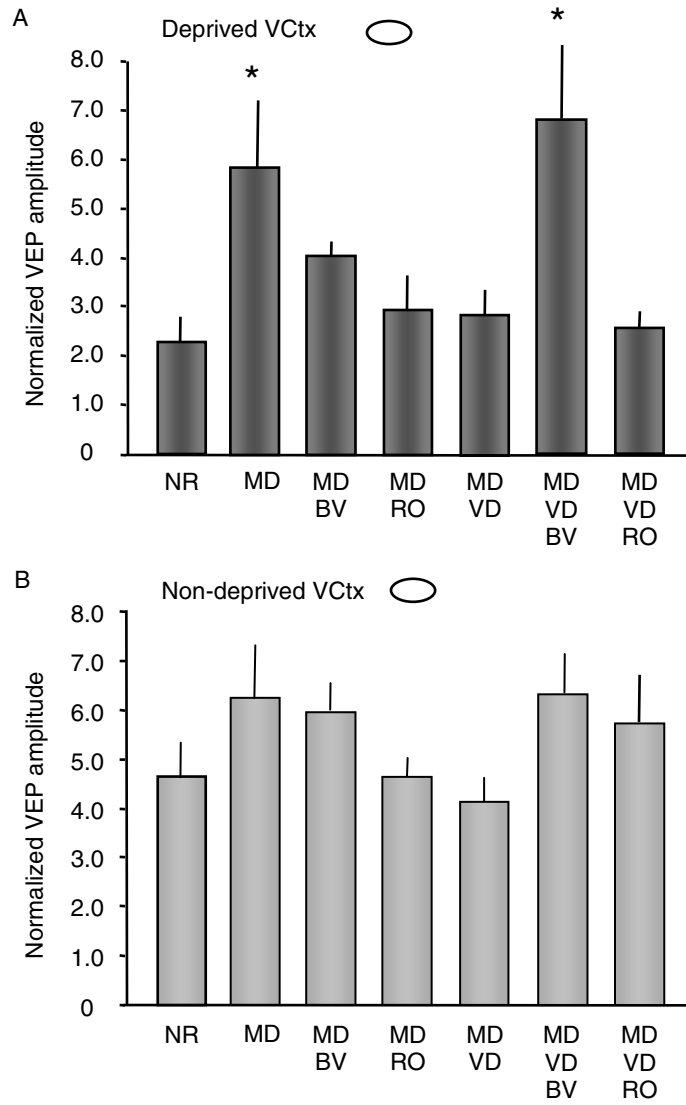 A
Deprived VCtx
*
*
8.0
7.0
6.0
5.0
4.0
3.0
2.0
1.0
0
Normalized VEP amplitude
NR MD MD MD MD MD MD
BV RO VD VD VD
BV RO
B
Non-deprived VCtx
8.0
7.0
6.0
5.0
4.0
3.0
2.0
1.0
0
Normalized VEP amplitude
NR MD MD MD MD MD MD
BV RO VD VD VD
BV RO